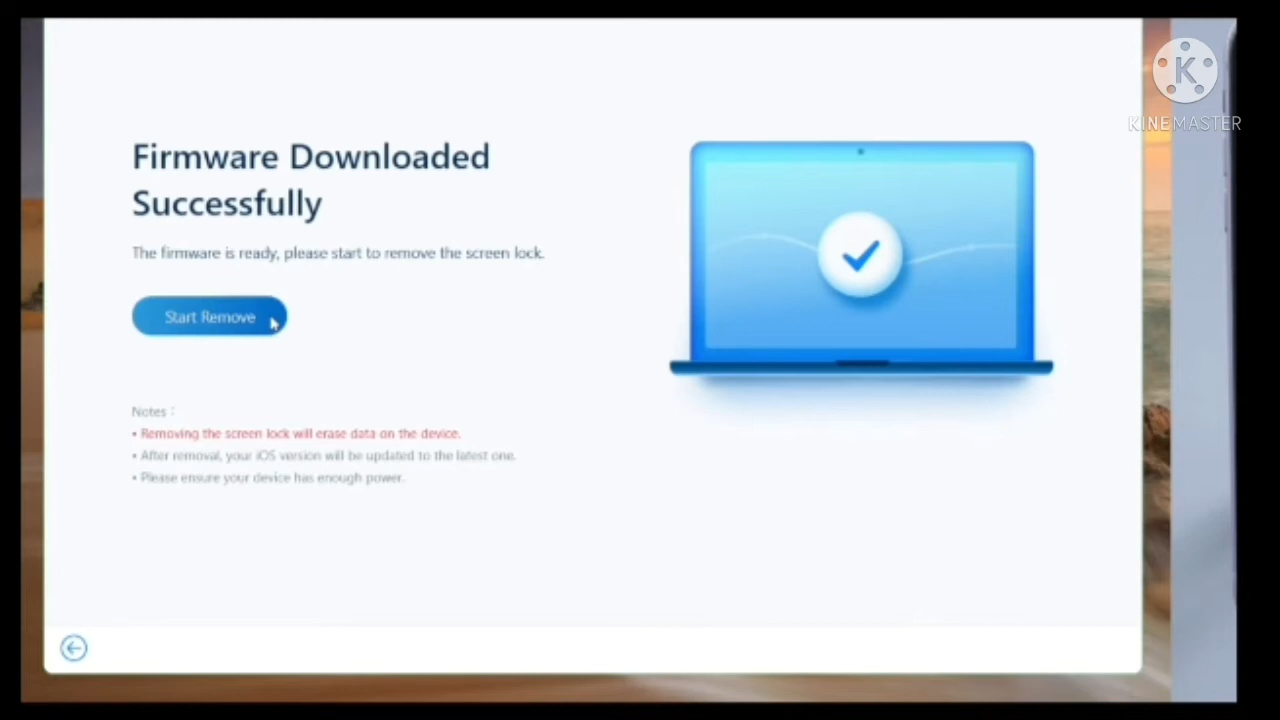 Firmware Downloaded
Successfully
The firmware is ready, please start to remove the screen lock.
Start Remove
Notes :
• Removing the screen lock will erase data on the device.
• After removal, your iOS version will be updated to the latest one.
• Please ensure your device has enough power.
K
KINEMASTER